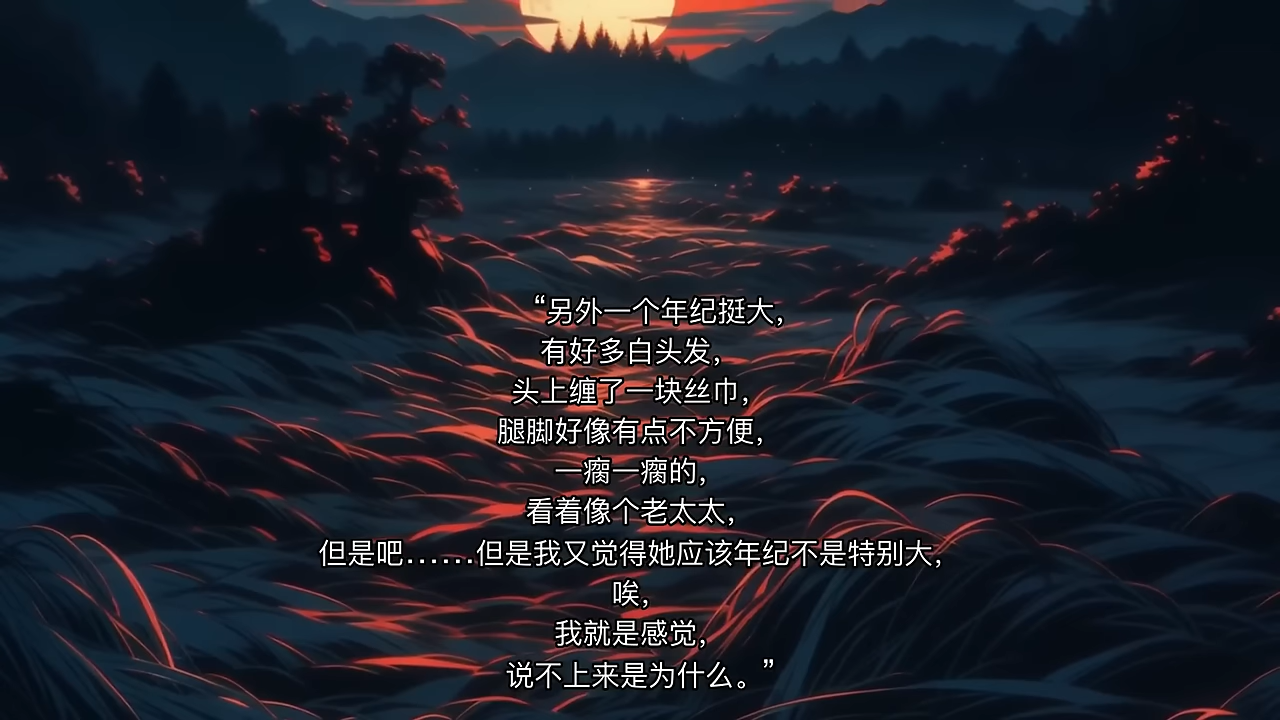 “另外一个年纪挺大，
有好多白头发，
头上缠了一块丝巾，
腿脚好像有点不方便，
一瘸一瘸的，
看着像个老太太，
但是吧……但是我又觉得她应该年纪不是特别大，
唉，
我就是感觉，
说不上来是为什么。”